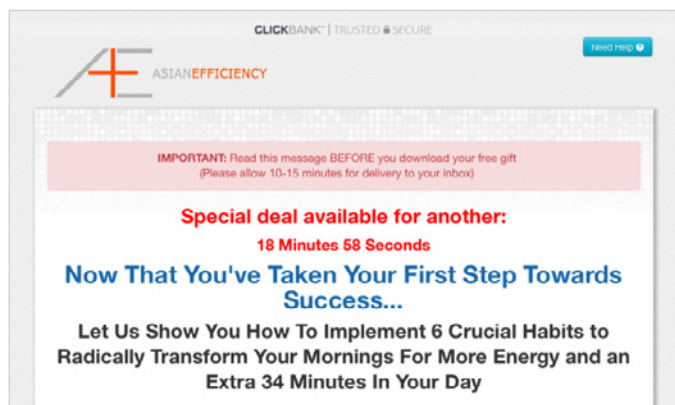 CLICKBANK™ | TRUSTED SECURE
Need Help ?
ASIANEFFICIENCY
IMPORTANT: Read this message BEFORE you download your free gift
(Please allow 10-15 minutes for delivery to your inbox)
Special deal available for another:
18 Minutes 58 Seconds
Now That You've Taken Your First Step Towards
Success...
Let Us Show You How To Implement 6 Crucial Habits to
Radically Transform Your Mornings For More Energy and an
Extra 34 Minutes In Your Day